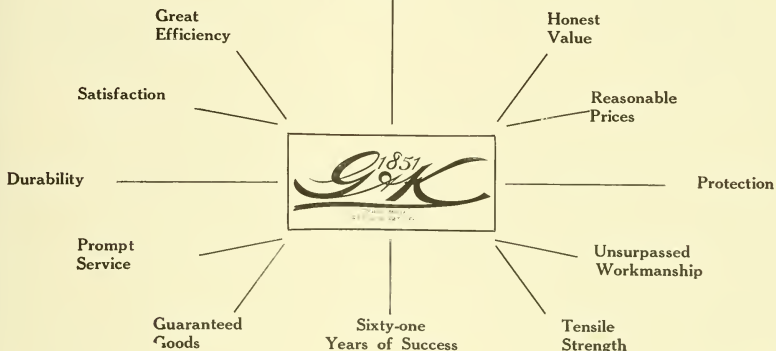 Great
Efficiency
Honest
Value
Satisfaction
Reasonable
Prices
Durability
1851
G&K
Protection
Prompt
Service
Unsurpassed
Workmanship
Guaranteed
Goods
Sixty-one
Years of Success
Tensile
Strength